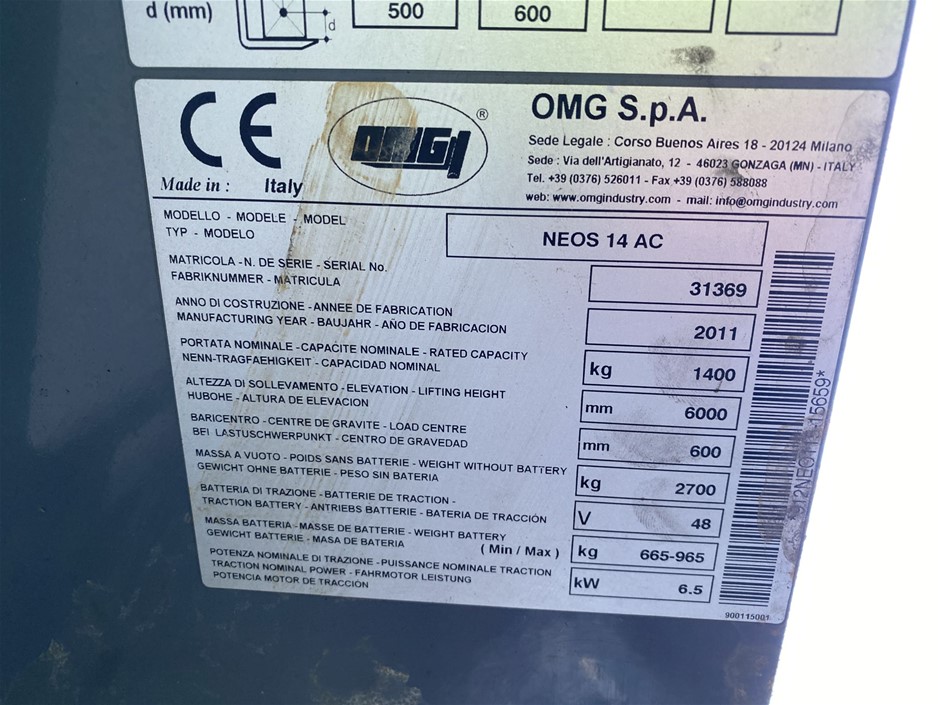 d (mm)
d
500
600
CE
OMG
®
OMG S.p.A.
Sede Legale : Corso Buenos Aires 18 - 20124 Milano
Sede : Via dell'Artigianato, 12 - 46023 GONZAGA (MN) - ITALY
Tel. +39 (0376) 526011 - Fax +39 (0376) 588088
web: www.omgindustry.com - mail: info@omgindustry.com
Made in : Italy
MODELLO - MODELE - MODEL
TYP - MODELO
NEOS 14 AC
MATRICOLA - N. DE SERIE - SERIAL No.
FABRIKNUMMER - MATRICULA
31369
ANNO DI COSTRUZIONE - ANNEE DE FABRICATION
MANUFACTURING YEAR - BAUJAHR - AÑO DE FABRICACION
2011
PORTATA NOMINALE - CAPACITE NOMINALE - RATED CAPACITY
NENN-TRAGFAEHIGKEIT - CAPACIDAD NOMINAL
kg 1400
ALTEZZA DI SOLLEVAMENTO - ELEVATION - LIFTING HEIGHT
HUBOHE - ALTURA DE ELEVACION
mm 6000
BARICENTRO - CENTRE DE GRAVITE - LOAD CENTRE
BEI LASTUSCHWERPUNKT - CENTRO DE GRAVEDAD
mm 600
MASSA A VUOTO - POIDS SANS BATTERIE - WEIGHT WITHOUT BATTERY
GEWICHT OHNE BATTERIE - PESO SIN BATERIA
kg 2700
BATTERIA DI TRAZIONE - BATTERIE DE TRACTION -
TRACTION BATTERY - ANTRIEBS BATTERIE - BATERIA DE TRACCIÓN
V 48
MASSA BATTERIA - MASSE DE BATTERIE - WEIGHT BATTERY
GEWICHT BATTERIE - MASA DE BATERIA ( Min / Max )
kg 665-965
POTENZA NOMINALE DI TRAZIONE - PUISSANCE NOMINALE TRACTION
TRACTION NOMINAL POWER - FAHRMOTOR LEISTUNG
POTENCIA MOTOR DE TRACCIÓN
kW 6.5
900115001